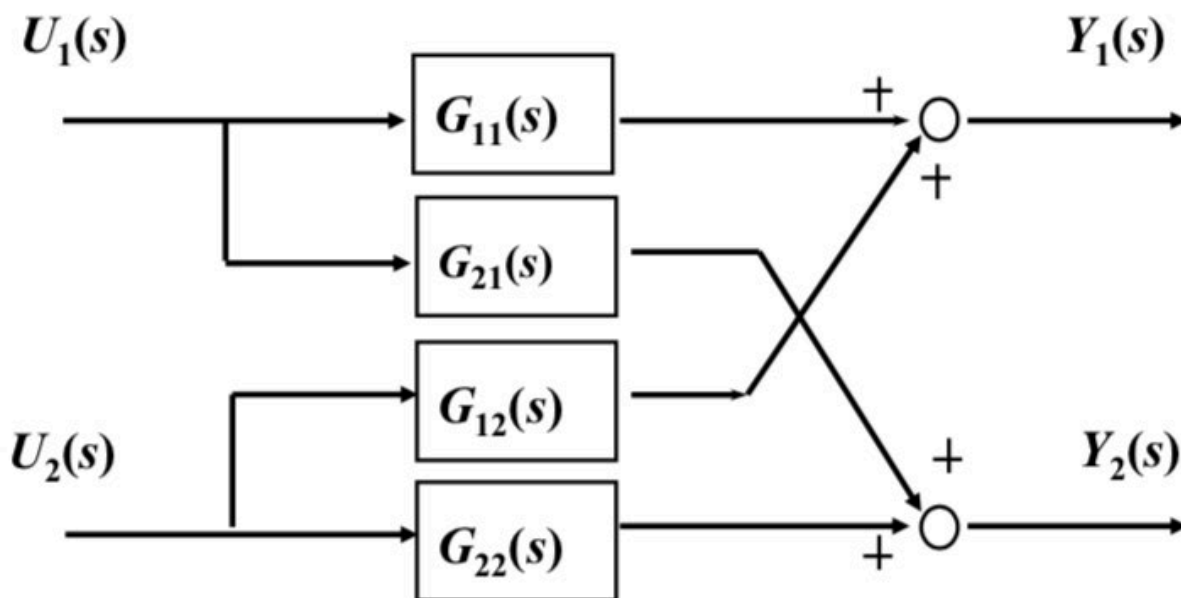 U₁(s)
Y₁(s)
G₁₁(s)
+
+
G₂₁(s)
G₁₂(s)
U₂(s)
+
Y₂(s)
G₂₂(s)
+